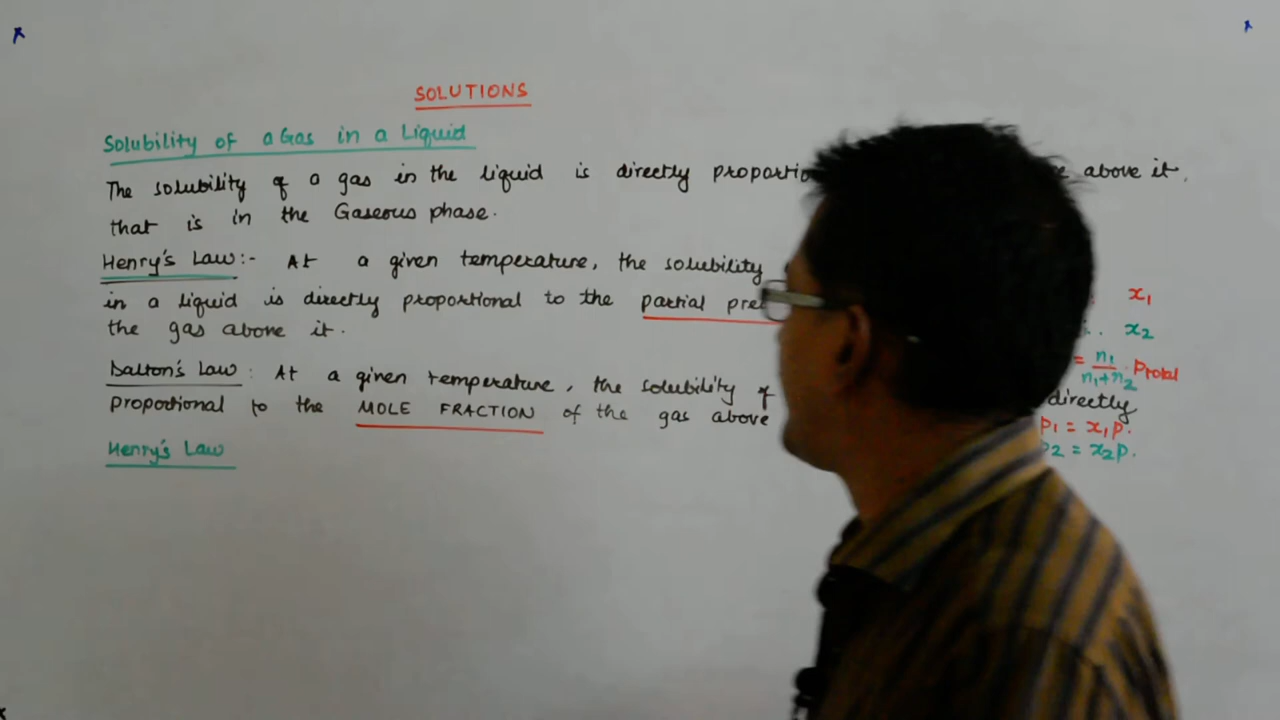 SOLUTIONS
Solubility of a Gas in a Liquid
The solubility of a gas in the liquid is directly above it.
that is in the Gaseous phase.
Henry's Law:- At a given temperature, the solubility
in a liquid is directly proportional to the partial
the gas above it.
x1
x2
= n1/n1+n2 Ptotal
Dalton's Law: At a given temperature, the solubility of directly
proportional to the MOLE FRACTION of the gas above
P1 = x1P.
P2 = x2P.
Henry's Law